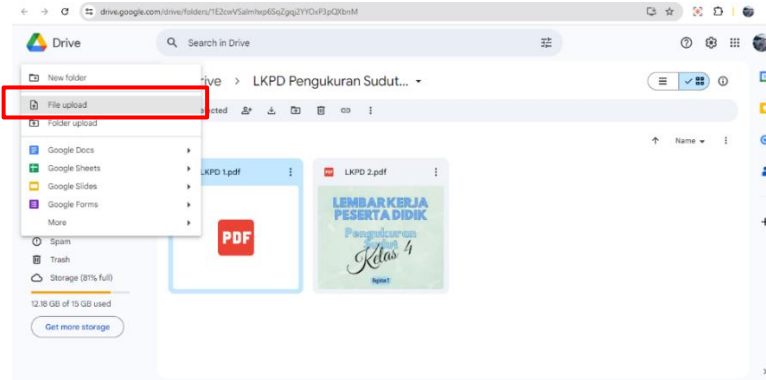 drive.google.com/drive/folders/1E2cwVSalmhwp6SqZgqj2YYOxP3pQXbnM
Drive
Search in Drive
New folder
File upload
Folder upload
Google Docs
Google Sheets
Google Slides
Google Forms
More
Spam
Trash
Storage (81% full)
12.18 GB of 15 GB used
Get more storage
rive > LKPD Pengukuran Sudut...
ected
Name
LKPD 1.pdf
PDF
LKPD 2.pdf
LEMBAR KERJA
PESERTA DIDIK
Pengukuran
Sudut
Kelas 4